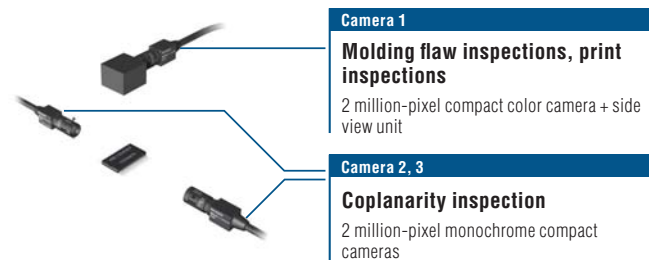 Camera 1
Molding flaw inspections, print
inspections
2 million-pixel compact color camera + side
view unit
Camera 2, 3
Coplanarity inspection
2 million-pixel monochrome compact
cameras